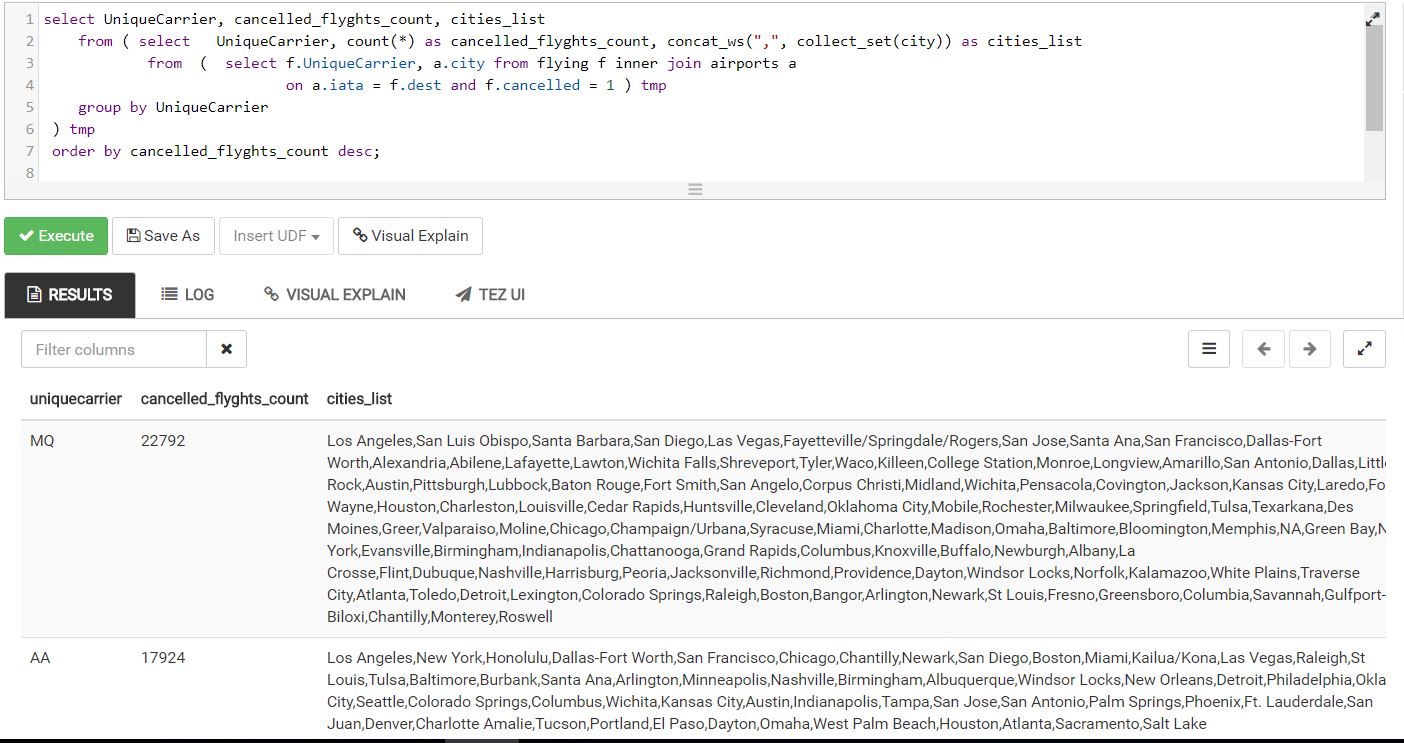 1 select UniqueCarrier, cancelled_flyghts_count, cities_list
2 from ( select UniqueCarrier, count(*) as cancelled_flyghts_count, concat_ws(",", collect_set(city)) as cities_list
3 from ( select f.UniqueCarrier, a.city from flying f inner join airports a
4 on a.iata = f.dest and f.cancelled = 1 ) tmp
5 group by UniqueCarrier
6 ) tmp
7 order by cancelled_flyghts_count desc;
8
Execute Save As Insert UDF Visual Explain
RESULTS LOG VISUAL EXPLAIN TEZ UI
Filter columns
uniquecarrier cancelled_flyghts_count cities_list
MQ 22792 Los Angeles,San Luis Obispo,Santa Barbara,San Diego,Las Vegas,Fayetteville/Springdale/Rogers,San Jose,Santa Ana,San Francisco,Dallas-Fort
Worth,Alexandria,Abilene,Lafayette,Lawton,Wichita Falls,Shreveport,Tyler,Waco,Killeen,College Station,Monroe,Longview,Amarillo,San Antonio,Dallas,Littl
Rock,Austin,Pittsburgh,Lubbock,Baton Rouge,Fort Smith,San Angelo,Corpus Christi,Midland,Wichita,Pensacola,Covington,Jackson,Kansas City,Laredo,Fo
Wayne,Houston,Charleston,Louisville,Cedar Rapids,Huntsville,Cleveland,Oklahoma City,Mobile,Rochester,Milwaukee,Springfield,Tulsa,Texarkana,Des
Moines,Greer,Valparaiso,Moline,Chicago,Champaign/Urbana,Syracuse,Miami,Charlotte,Madison,Omaha,Baltimore,Bloomington,Memphis,NA,Green Bay,N
York,Evansville,Birmingham,Indianapolis,Chattanooga,Grand Rapids,Columbus,Knoxville,Buffalo,Newburgh,Albany,La
Crosse,Flint,Dubuque,Nashville,Harrisburg,Peoria,Jacksonville,Richmond,Providence,Dayton,Windsor Locks,Norfolk,Kalamazoo,White Plains,Traverse
City,Atlanta,Toledo,Detroit,Lexington,Colorado Springs,Raleigh,Boston,Bangor,Arlington,Newark,St Louis,Fresno,Greensboro,Columbia,Savannah,Gulfport-
Biloxi,Chantilly,Monterey,Roswell
AA 17924 Los Angeles,New York,Honolulu,Dallas-Fort Worth,San Francisco,Chicago,Chantilly,Newark,San Diego,Boston,Miami,Kailua/Kona,Las Vegas,Raleigh,St
Louis,Tulsa,Baltimore,Burbank,Santa Ana,Arlington,Minneapolis,Nashville,Birmingham,Albuquerque,Windsor Locks,New Orleans,Detroit,Philadelphia,Okla
City,Seattle,Colorado Springs,Columbus,Wichita,Kansas City,Austin,Indianapolis,Tampa,San Jose,San Antonio,Palm Springs,Phoenix,Ft. Lauderdale,San
Juan,Denver,Charlotte Amalie,Tucson,Portland,El Paso,Dayton,Omaha,West Palm Beach,Houston,Atlanta,Sacramento,Salt Lake